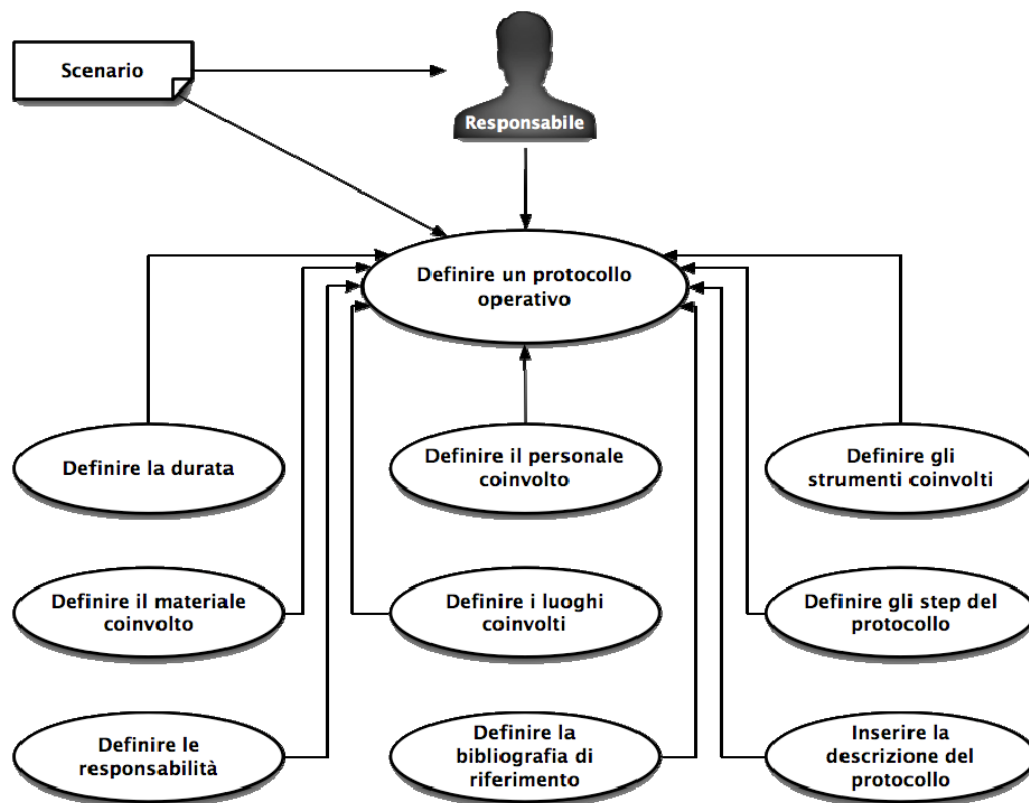 Scenario
Responsabile
Definire un protocollo
operativo
Definire la durata
Definire il personale
coinvolto
Definire gli
strumenti coinvolti
Definire il materiale
coinvolto
Definire i luoghi
coinvolti
Definire gli step del
protocollo
Definire le
responsabilità
Definire la
bibliografia di
riferimento
Inserire la
descrizione del
protocollo